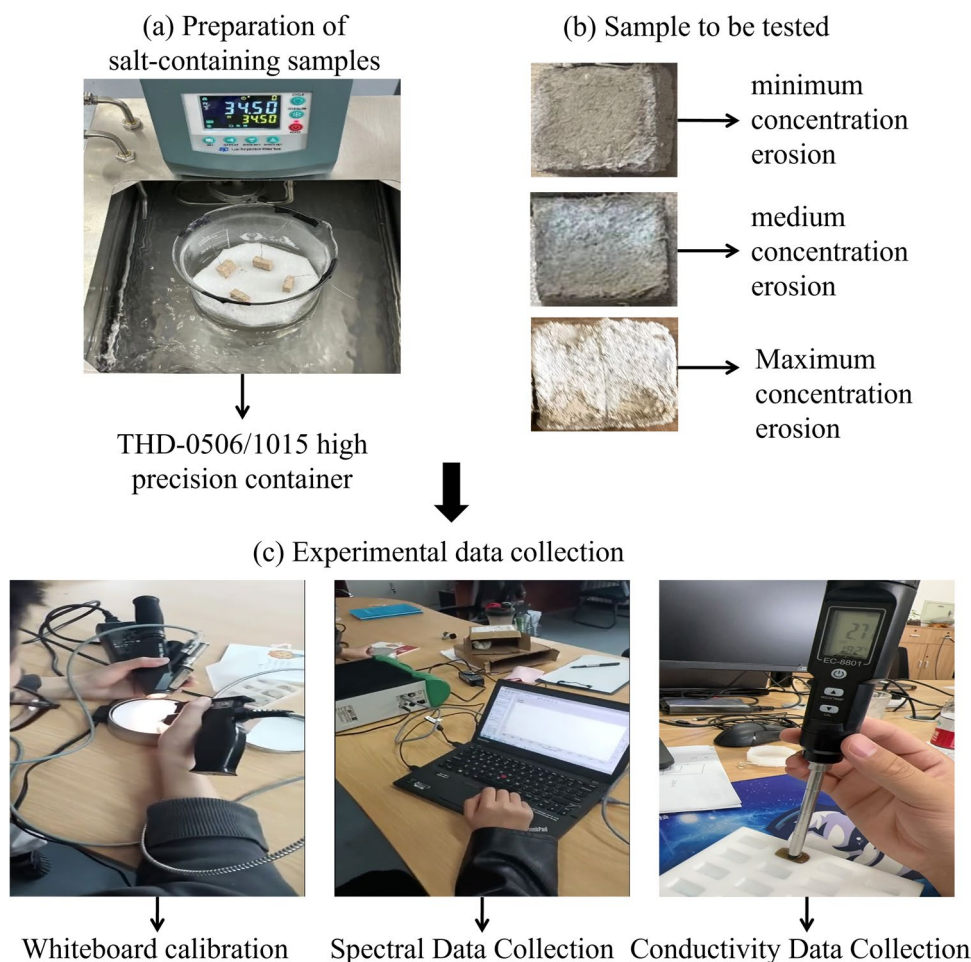 (a) Preparation of
salt-containing samples
0
34.50
34.50
THD-0506/1015 high
precision container
(b) Sample to be tested
minimum
concentration
erosion
medium
concentration
erosion
Maximum
concentration
erosion
(c) Experimental data collection
27
EC-8801
Whiteboard calibration
Spectral Data Collection
Conductivity Data Collection